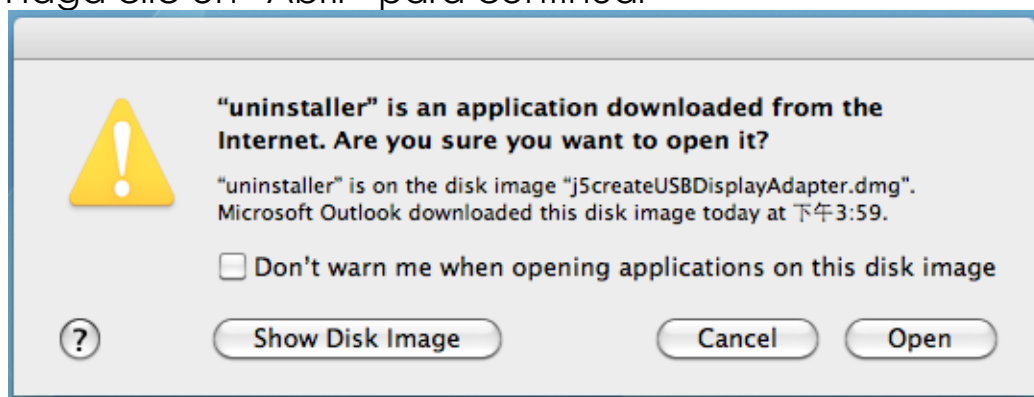 haga clic en "Abrir" para continuar
"uninstaller" is an application downloaded from the
Internet. Are you sure you want to open it?
"uninstaller" is on the disk image "j5createUSBDisplayAdapter.dmg".
Microsoft Outlook downloaded this disk image today at 下午3:59.
Don't warn me when opening applications on this disk image
?
Show Disk Image
Cancel
Open